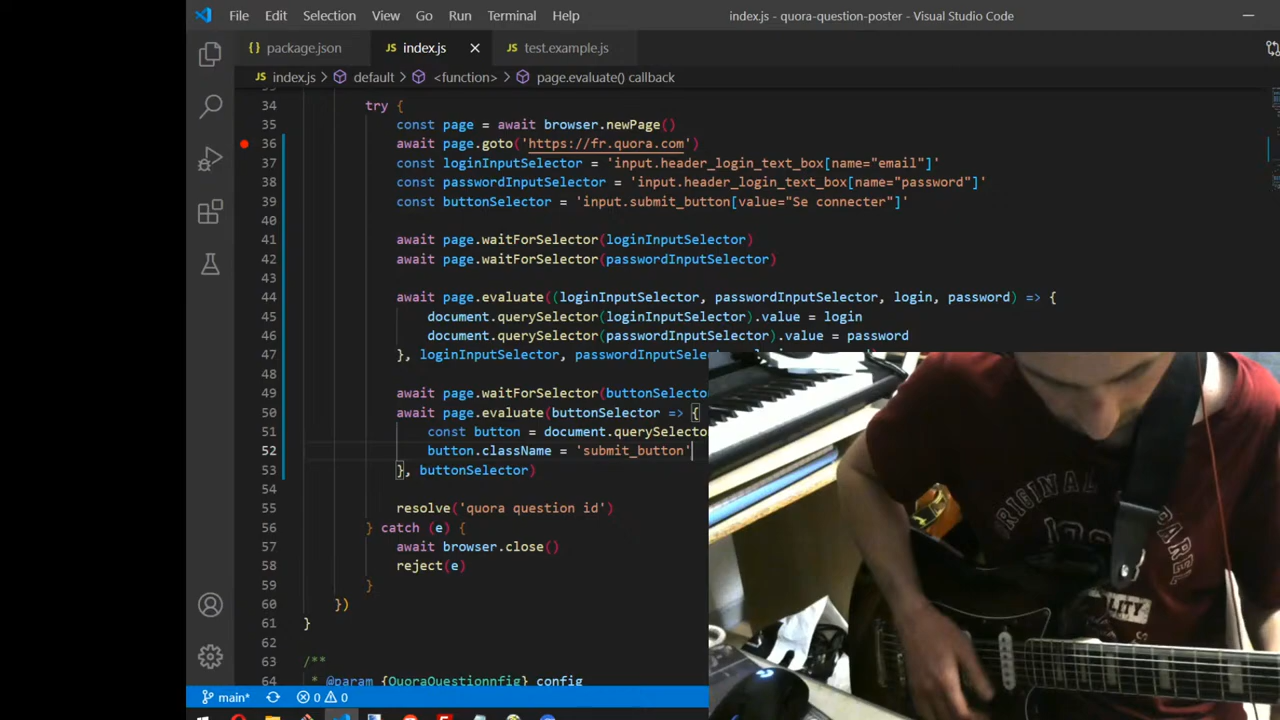 File Edit Selection View Go Run Terminal Help
index.js - quora-question-poster - Visual Studio Code
{} package.json
JS index.js
JS test.example.js
JS index.js > default > <function> > page.evaluate() callback
34 try {
35 const page = await browser.newPage()
36 await page.goto('https://fr.quora.com')
37 const loginInputSelector = 'input.header_login_text_box[name="email"]'
38 const passwordInputSelector = 'input.header_login_text_box[name="password"]'
39 const buttonSelector = 'input.submit_button[value="Se connecter"]'
40
41 await page.waitForSelector(loginInputSelector)
42 await page.waitForSelector(passwordInputSelector)
43
44 await page.evaluate((loginInputSelector, passwordInputSelector, login, password) => {
45 document.querySelector(loginInputSelector).value = login
46 document.querySelector(passwordInputSelector).value = password
47 }, loginInputSelector, passwordInputSelec
48
49 await page.waitForSelector(buttonSelecto
50 await page.evaluate(buttonSelector => {
51 const button = document.querySelecto
52 button.className = 'submit_button'
53 }, buttonSelector)
54
55 resolve('quora question id')
56 } catch (e) {
57 await browser.close()
58 reject(e)
59 }
60 })
61 }
62
63 /**
64 * @param {QuoraQuestionnfig} config
main* 0 0
ORIGINAL
PAREL
LITY